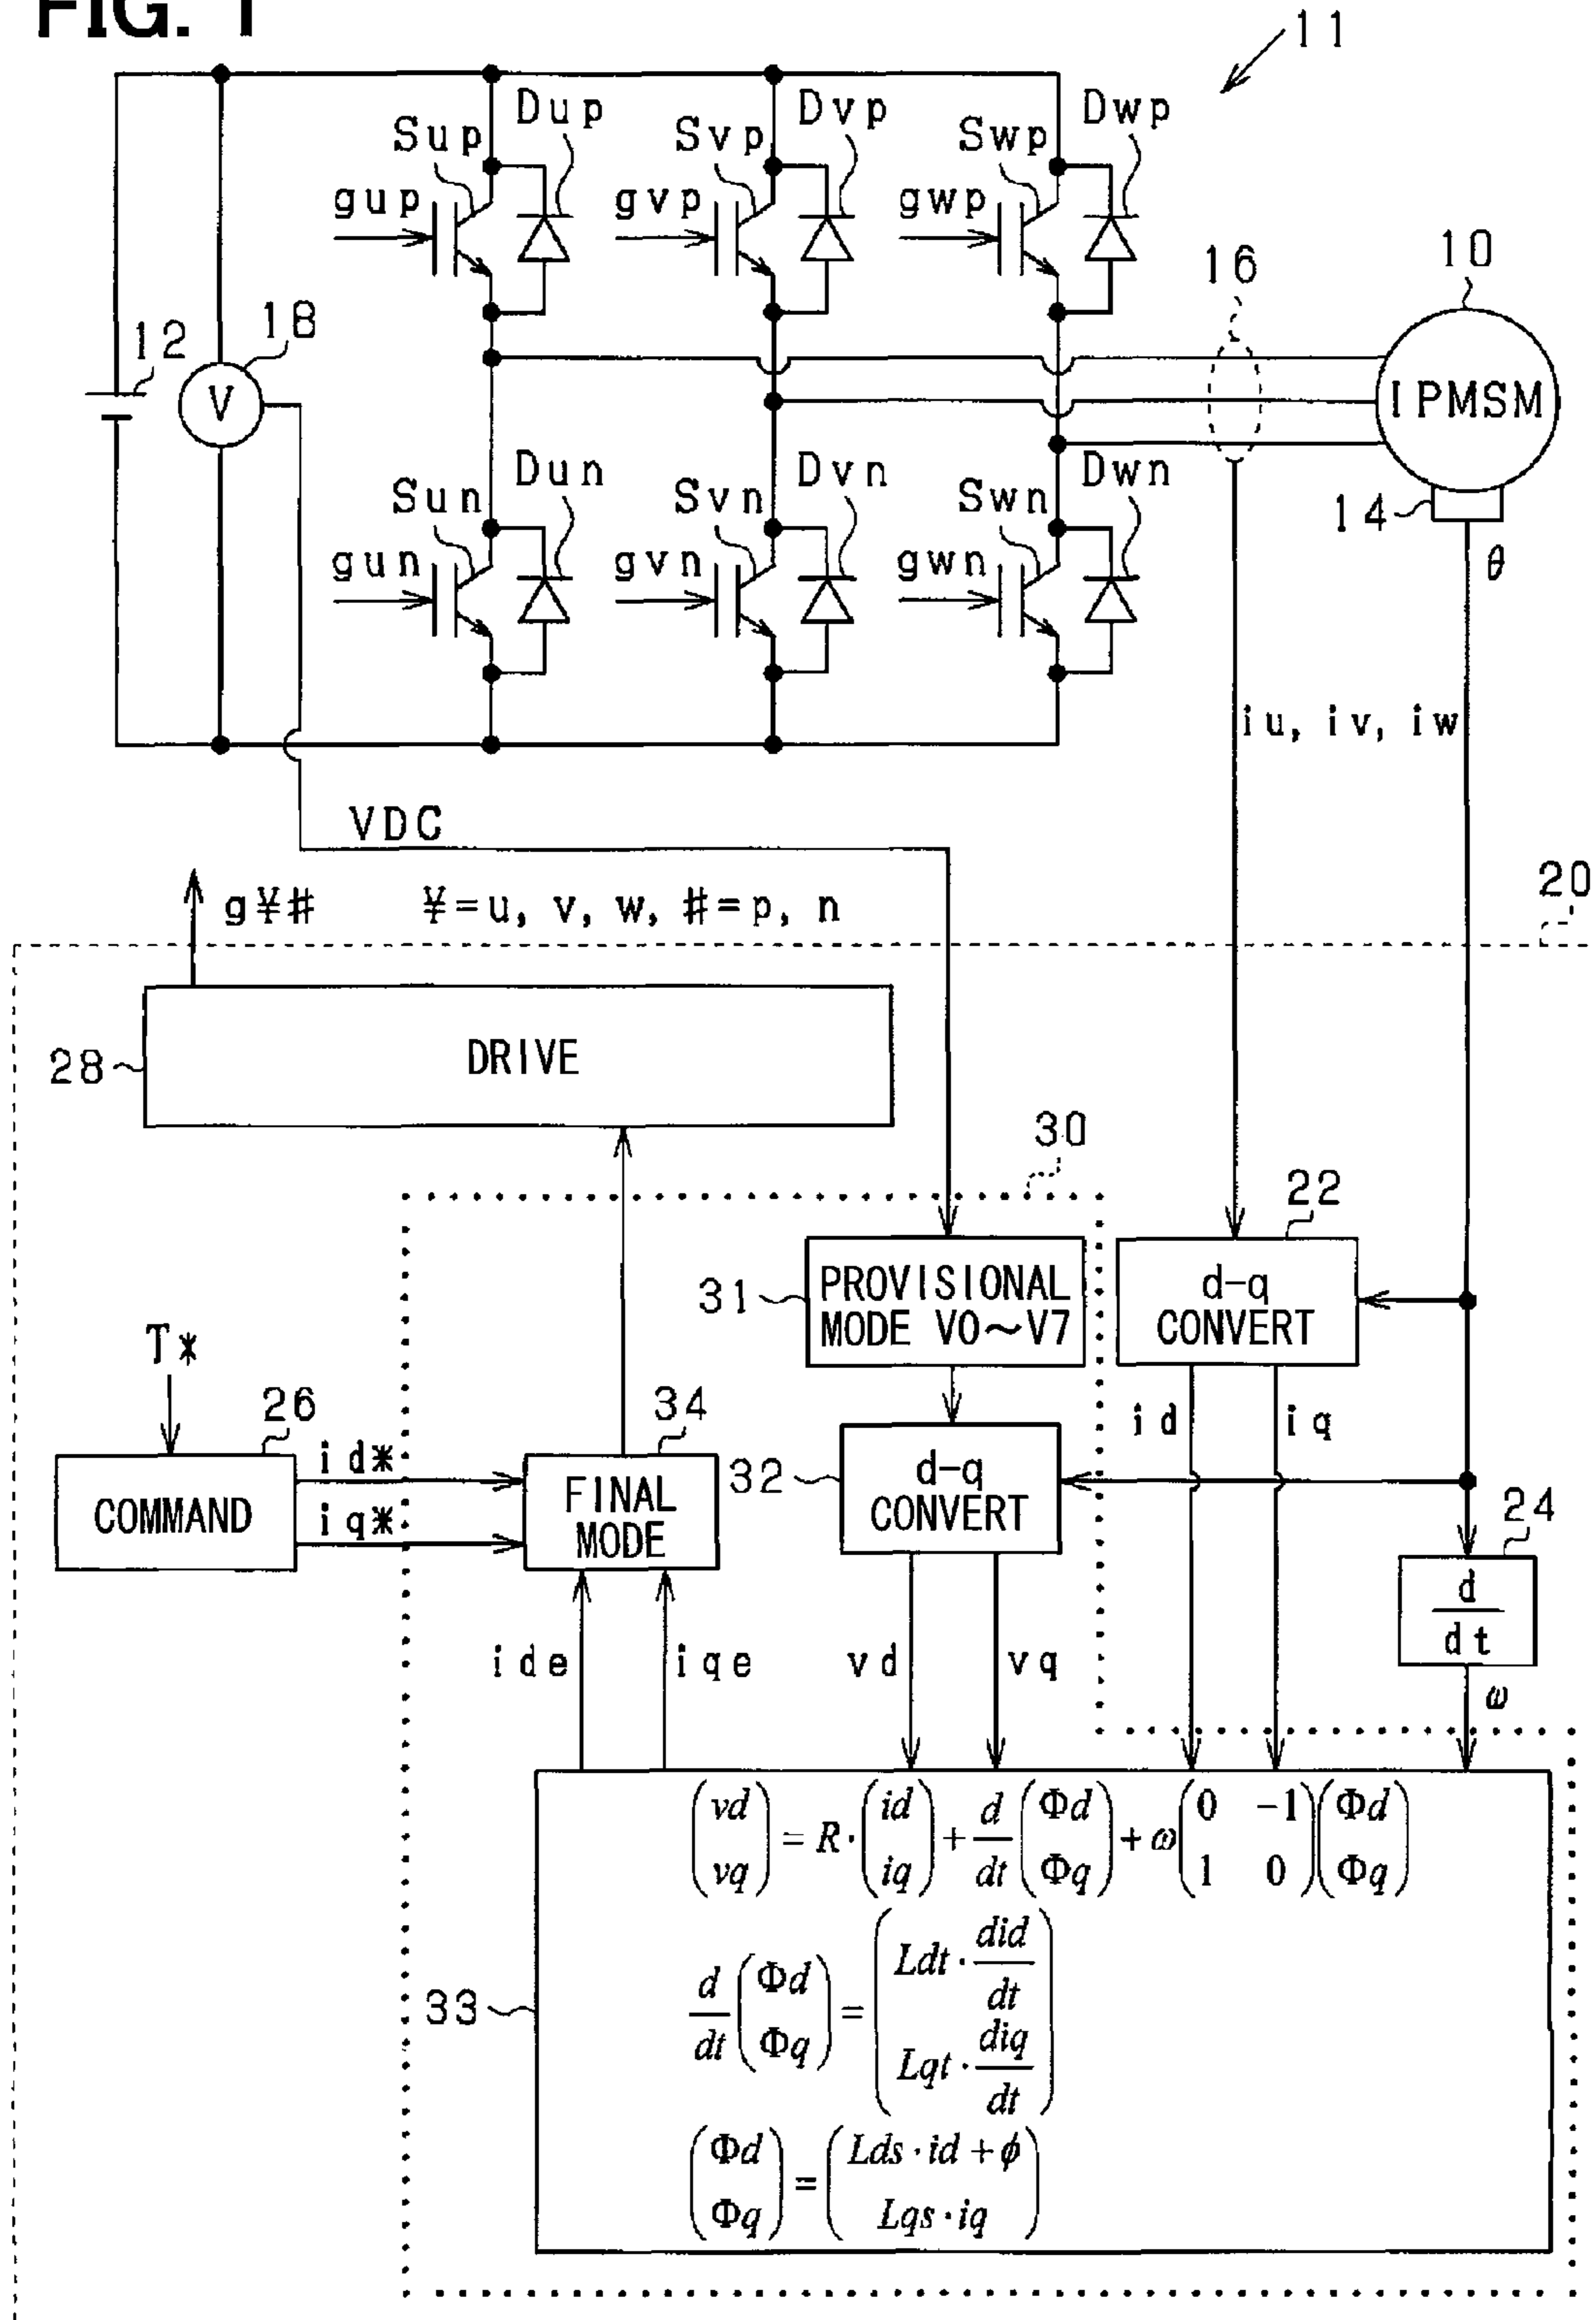 FIG. 1
11
Dup Dvp Dwp
Sup Svp Swp
gup gvp gwp
16 10
12 18
V
IPMSM
Dun Dvn Dwn
Sun Svn Swn
14
gun gvn gwn
θ
iu, iv, iw
VDC
20
g¥# ¥=u, v, w, #=p, n
DRIVE
28
30
22
31
PROVISIONAL
MODE V0~V7
d-q
CONVERT
T*
26
34
id iq
id*
iq*
COMMAND
FINAL
MODE
32
d-q
CONVERT
24
d
dt
ide iqe vd vq
ω
(vd vq) = R·(id iq) + d/dt (Φd Φq) + ω(0 -1 1 0)(Φd Φq)
d/dt (Φd Φq) = (Ldt·did/dt Lqt·diq/dt)
33
(Φd Φq) = (Lds·id+ϕ Lqs·iq)